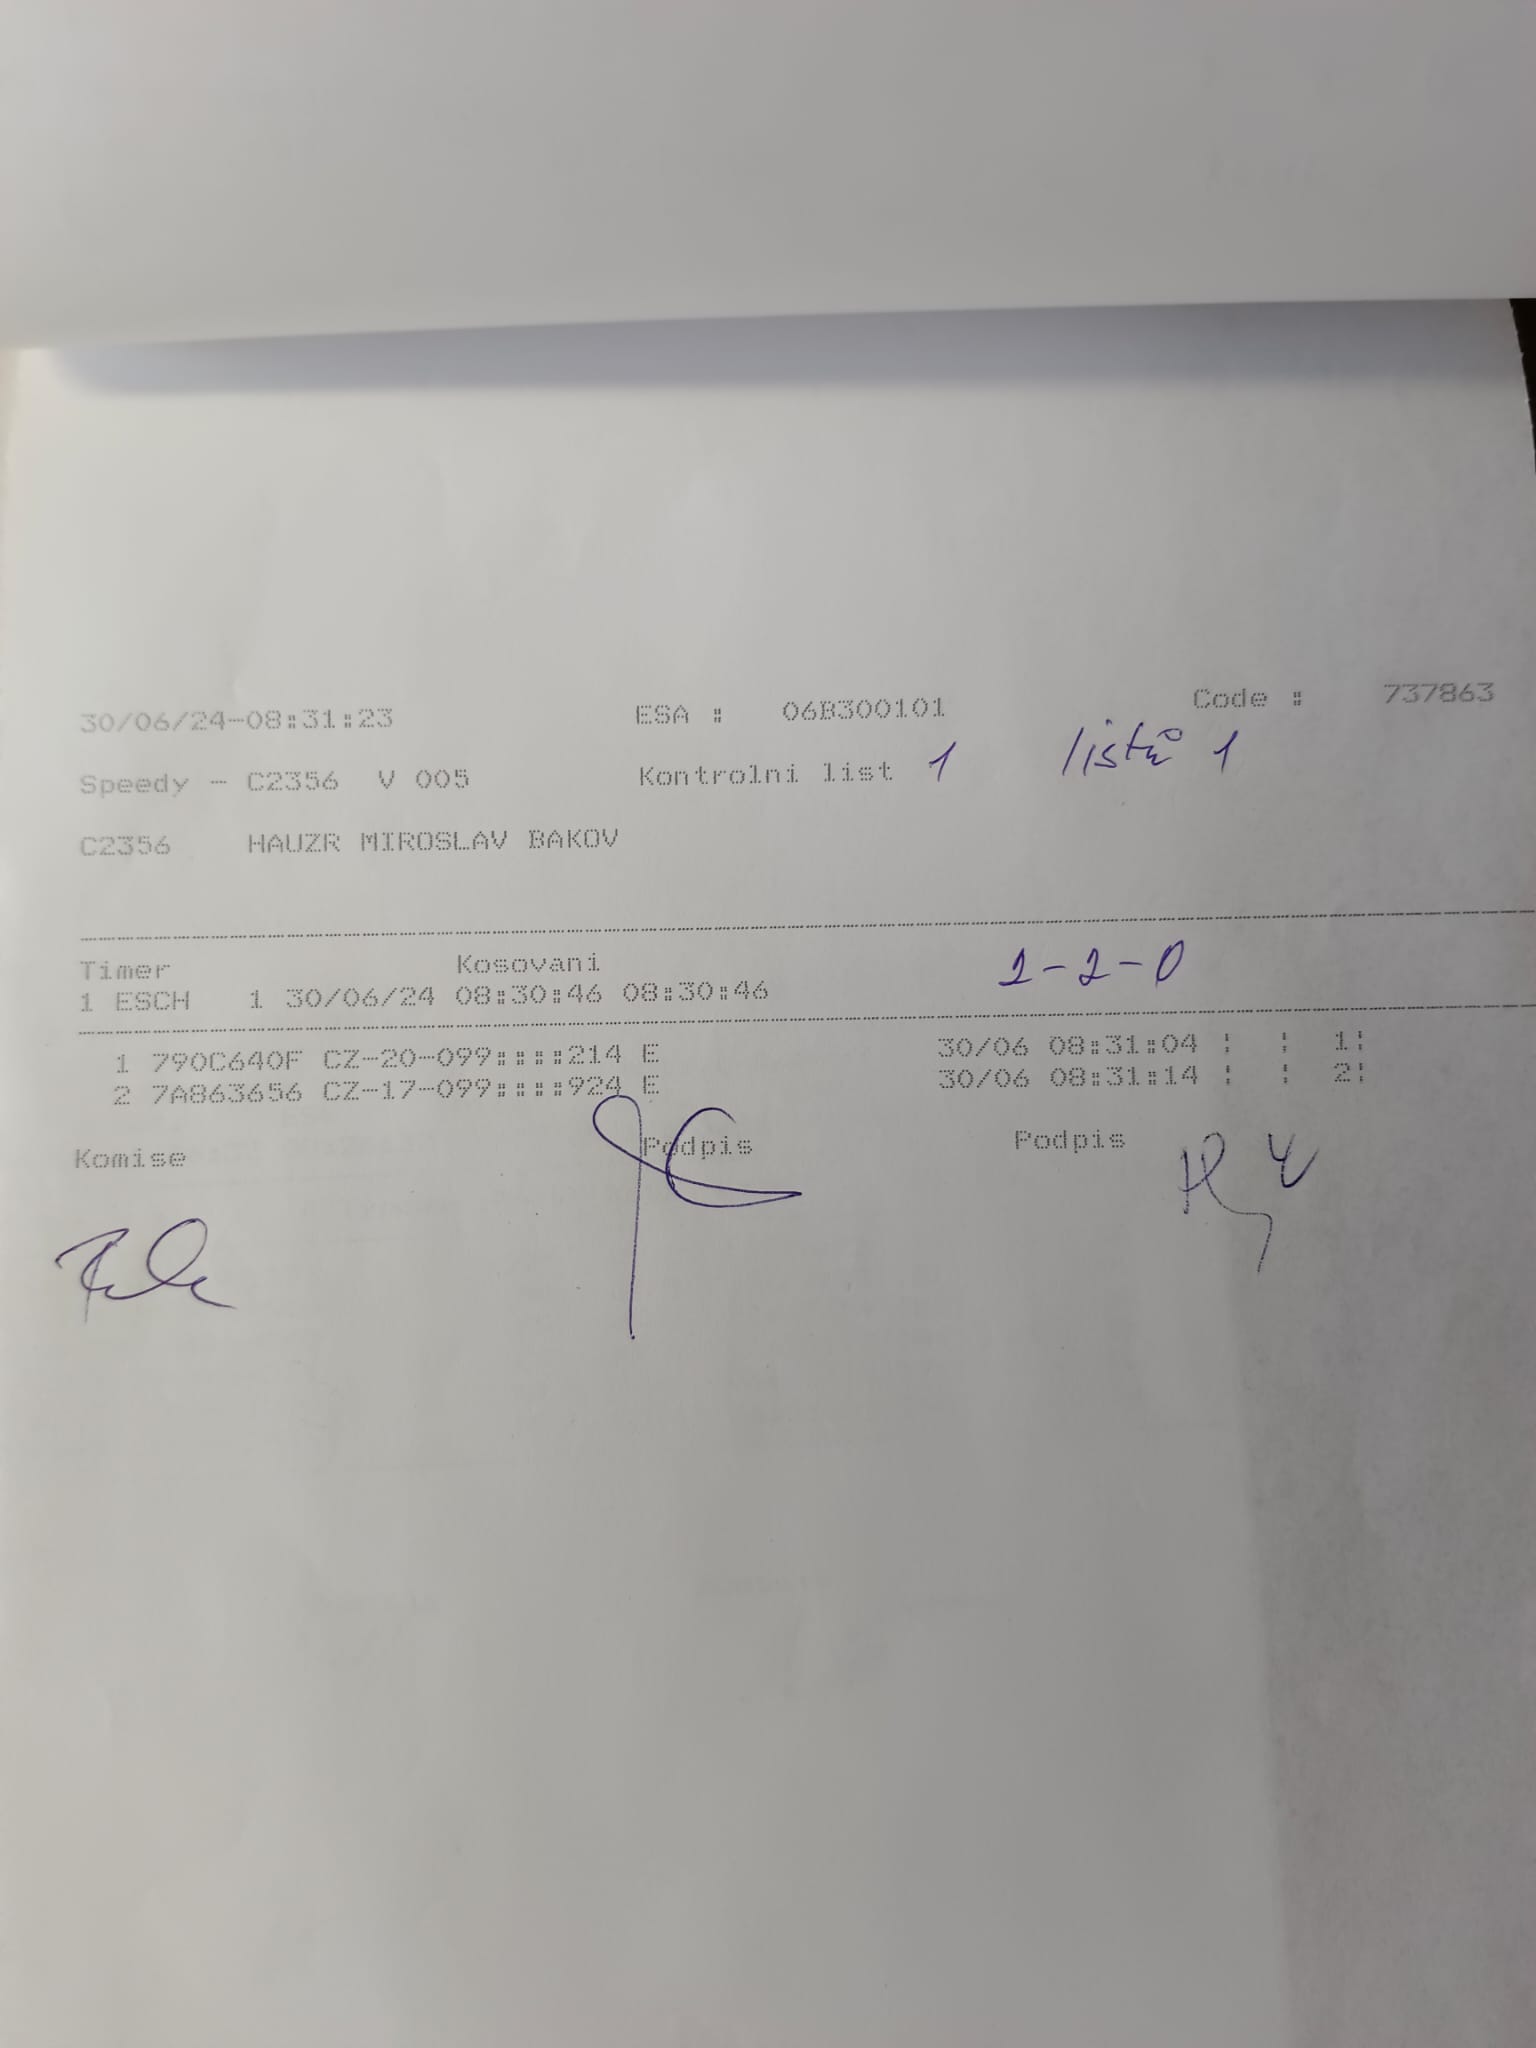 30/06/24-08:31:23 ESA : 06B300101 Code : 737863
Speedy - C2356 V 005 Kontrolni list 1 listů 1
C2356 HAUZR MIROSLAV BAKOV
Timer Kosovani 2-2-0
1 ESCH 1 30/06/24 08:30:46 08:30:46
1 790C640F CZ-20-099::::214 E 30/06 08:31:04 : : 1:
2 7A863656 CZ-17-099::::924 E 30/06 08:31:14 : : 2:
Komise Podpis Podpis